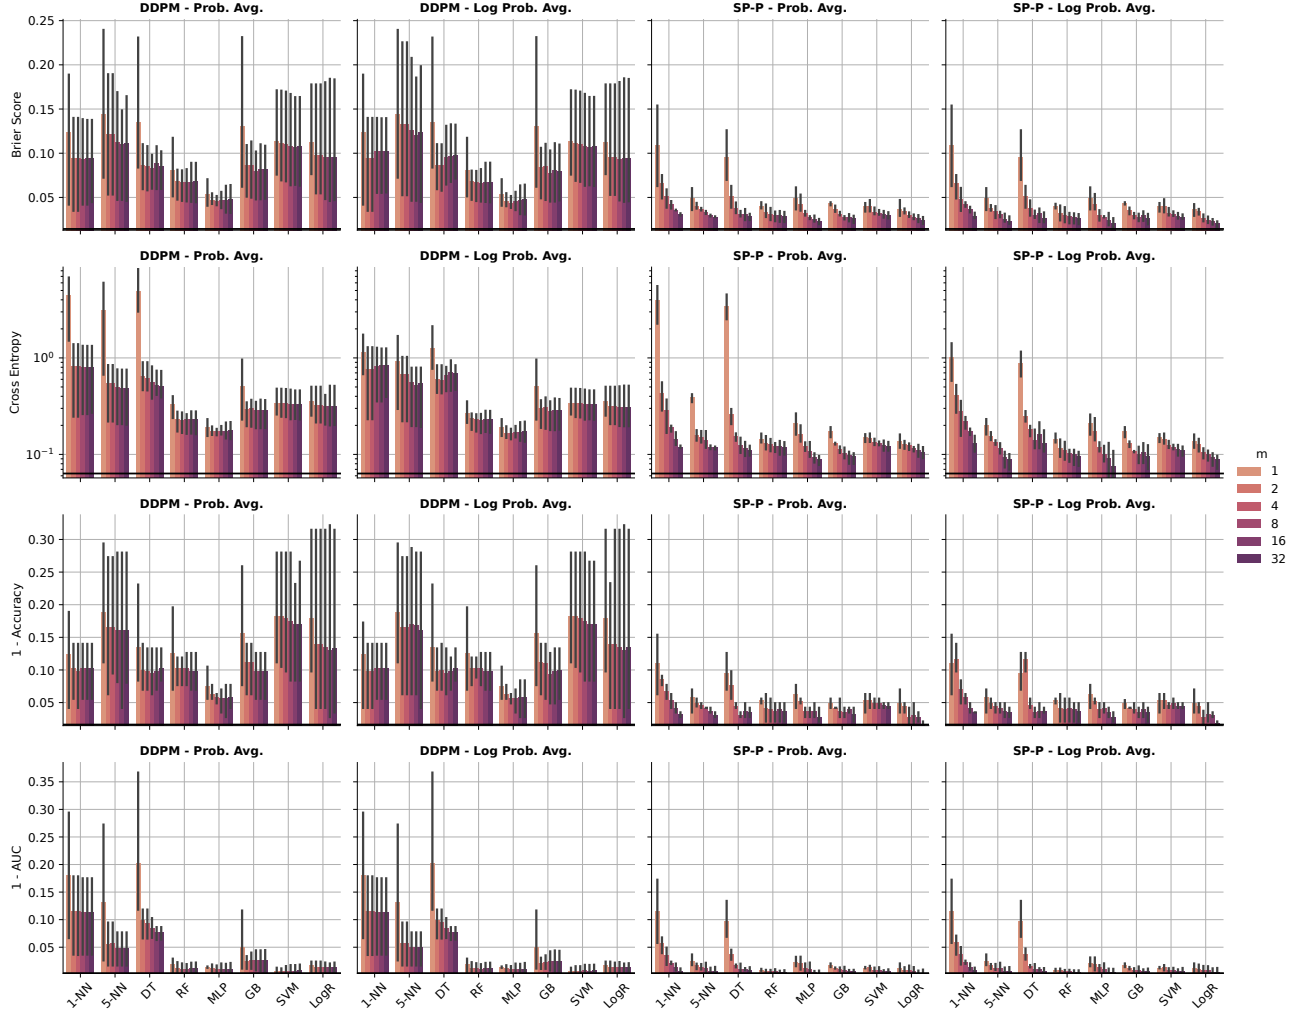 DDPM - Prob. Avg.
DDPM - Log Prob. Avg.
SP-P - Prob. Avg.
SP-P - Log Prob. Avg.
Brier Score
0.25
0.20
0.15
0.10
0.05
DDPM - Prob. Avg.
DDPM - Log Prob. Avg.
SP-P - Prob. Avg.
SP-P - Log Prob. Avg.
Cross Entropy
10⁰
10⁻¹
DDPM - Prob. Avg.
DDPM - Log Prob. Avg.
SP-P - Prob. Avg.
SP-P - Log Prob. Avg.
1 - Accuracy
0.30
0.25
0.20
0.15
0.10
0.05
DDPM - Prob. Avg.
DDPM - Log Prob. Avg.
SP-P - Prob. Avg.
SP-P - Log Prob. Avg.
1 - AUC
0.35
0.30
0.25
0.20
0.15
0.10
0.05
1-NN
5-NN
DT
RF
MLP
GB
SVM
LogR
1-NN
5-NN
DT
RF
MLP
GB
SVM
LogR
1-NN
5-NN
DT
RF
MLP
GB
SVM
LogR
1-NN
5-NN
DT
RF
MLP
GB
SVM
LogR
m
1
2
4
8
16
32